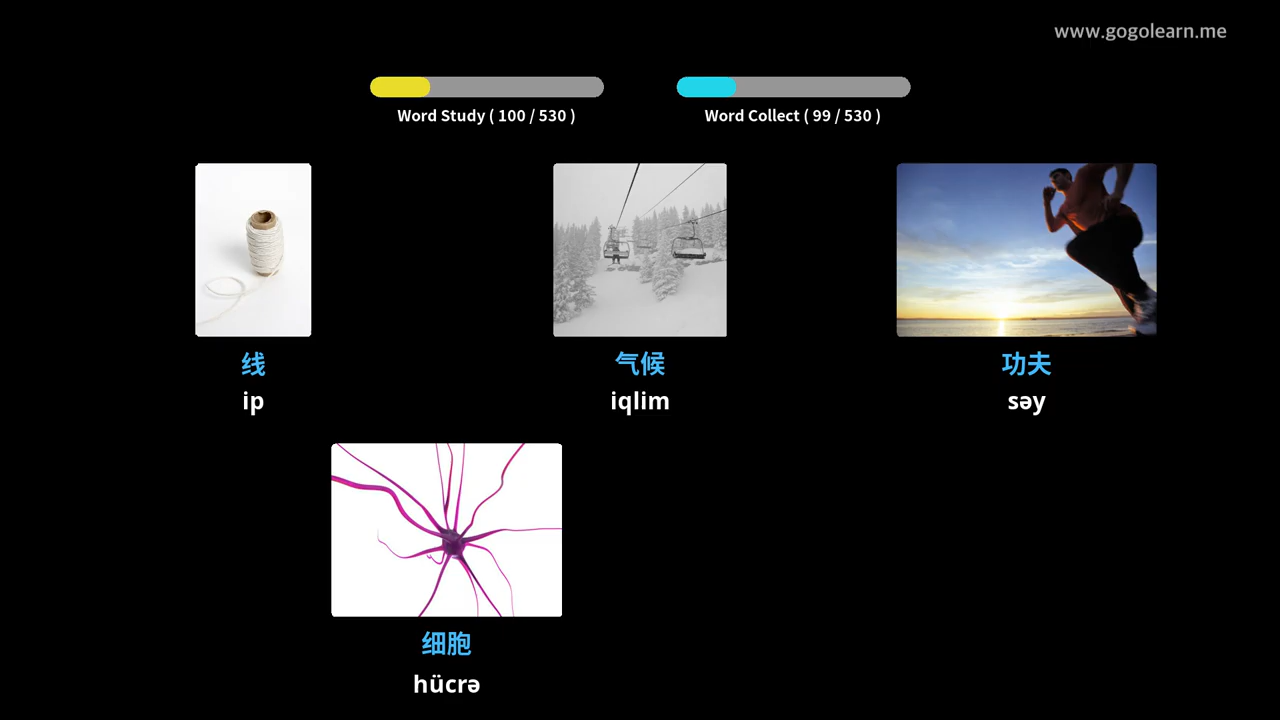 www.gogolearn.me
Word Study ( 100 / 530 )
Word Collect ( 99 / 530 )
线
ip
气候
iqlim
功夫
səy
细胞
hücrə